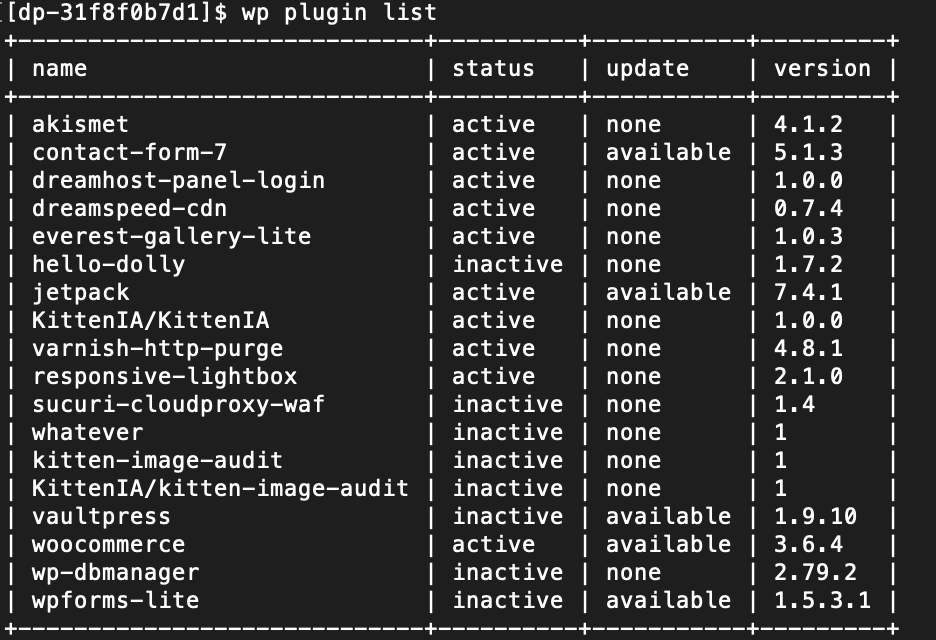 [dp-31f8f0b7d1]$ wp plugin list
+------------------------------+----------+-----------+---------+
| name                         | status   | update    | version |
+------------------------------+----------+-----------+---------+
| akismet                      | active   | none      | 4.1.2   |
| contact-form-7               | active   | available | 5.1.3   |
| dreamhost-panel-login        | active   | none      | 1.0.0   |
| dreamspeed-cdn               | active   | none      | 0.7.4   |
| everest-gallery-lite         | active   | none      | 1.0.3   |
| hello-dolly                  | inactive | none      | 1.7.2   |
| jetpack                      | active   | available | 7.4.1   |
| KittenIA/KittenIA            | active   | none      | 1.0.0   |
| varnish-http-purge           | active   | none      | 4.8.1   |
| responsive-lightbox          | active   | none      | 2.1.0   |
| sucuri-cloudproxy-waf        | inactive | none      | 1.4     |
| whatever                     | inactive | none      | 1       |
| kitten-image-audit           | inactive | none      | 1       |
| KittenIA/kitten-image-audit  | inactive | none      | 1       |
| vaultpress                   | inactive | available | 1.9.10  |
| woocommerce                  | active   | available | 3.6.4   |
| wp-dbmanager                 | inactive | none      | 2.79.2  |
| wpforms-lite                 | inactive | available | 1.5.3.1 |
+------------------------------+----------+-----------+---------+